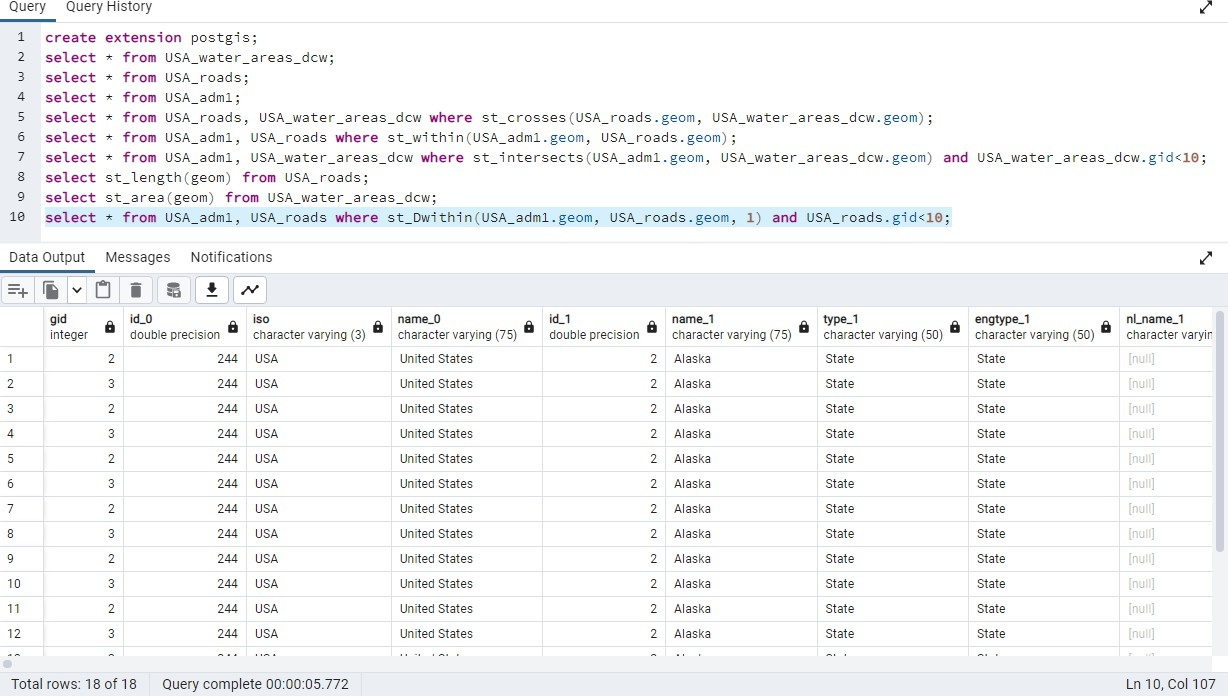 Query Query History
1 create extension postgis;
2 select * from USA_water_areas_dcw;
3 select * from USA_roads;
4 select * from USA_adm1;
5 select * from USA_roads, USA_water_areas_dcw where st_crosses(USA_roads.geom, USA_water_areas_dcw.geom);
6 select * from USA_adm1, USA_roads where st_within(USA_adm1.geom, USA_roads.geom);
7 select * from USA_adm1, USA_water_areas_dcw where st_intersects(USA_adm1.geom, USA_water_areas_dcw.geom) and USA_water_areas_dcw.gid<10;
8 select st_length(geom) from USA_roads;
9 select st_area(geom) from USA_water_areas_dcw;
10 select * from USA_adm1, USA_roads where st_Dwithin(USA_adm1.geom, USA_roads.geom, 1) and USA_roads.gid<10;
Data Output Messages Notifications
gid id_0 iso name_0 id_1 name_1 type_1 engtype_1 nl_name_1
integer double precision character varying (3) character varying (75) double precision character varying (75) character varying (50) character varying (50) character varyin
1 2 244 USA United States 2 Alaska State State [null]
2 3 244 USA United States 2 Alaska State State [null]
3 2 244 USA United States 2 Alaska State State [null]
4 3 244 USA United States 2 Alaska State State [null]
5 2 244 USA United States 2 Alaska State State [null]
6 3 244 USA United States 2 Alaska State State [null]
7 2 244 USA United States 2 Alaska State State [null]
8 3 244 USA United States 2 Alaska State State [null]
9 2 244 USA United States 2 Alaska State State [null]
10 3 244 USA United States 2 Alaska State State [null]
11 2 244 USA United States 2 Alaska State State [null]
12 3 244 USA United States 2 Alaska State State [null]
Total rows: 18 of 18 Query complete 00:00:05.772 Ln 10, Col 107